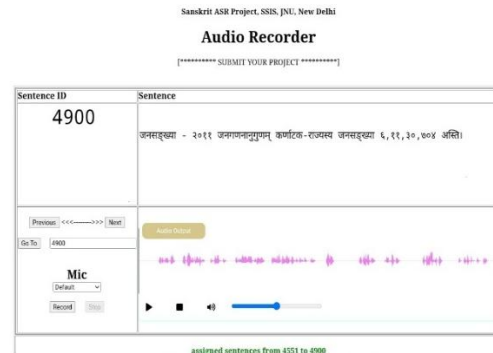 Sanskrit ASR Project, SSIS, JNU, New Delhi
Audio Recorder
[********** SUBMIT YOUR PROJECT **********]
Sentence ID
Sentence
4900
जनसङ्ख्या - २०११ जनगणनानुगुणम् कर्णाटक-राज्यस्य जनसङ्ख्या ६,११,३०,७०४ अस्ति।
Previous <<<------>>> Next
Go To 4900
Mic
Default
Record Stop
Audio Output
assigned sentences from 4551 to 4900